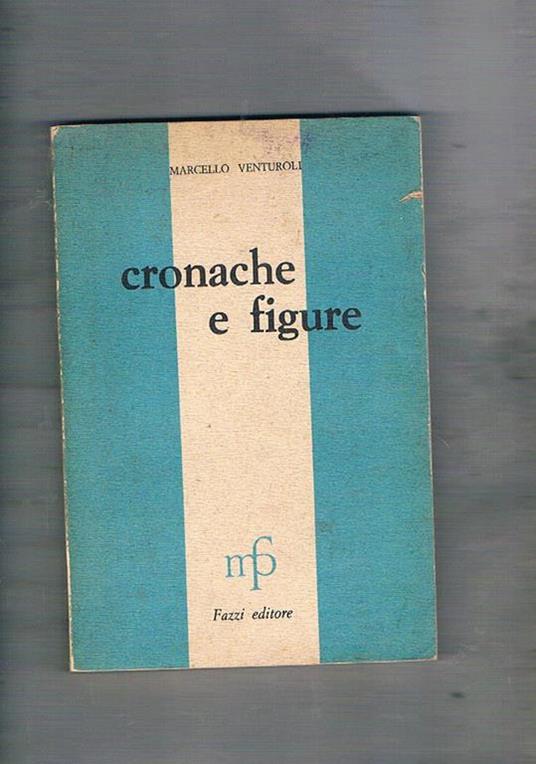 MARCELLO VENTUROLI
cronache
e figure
mf
Fazzi editore